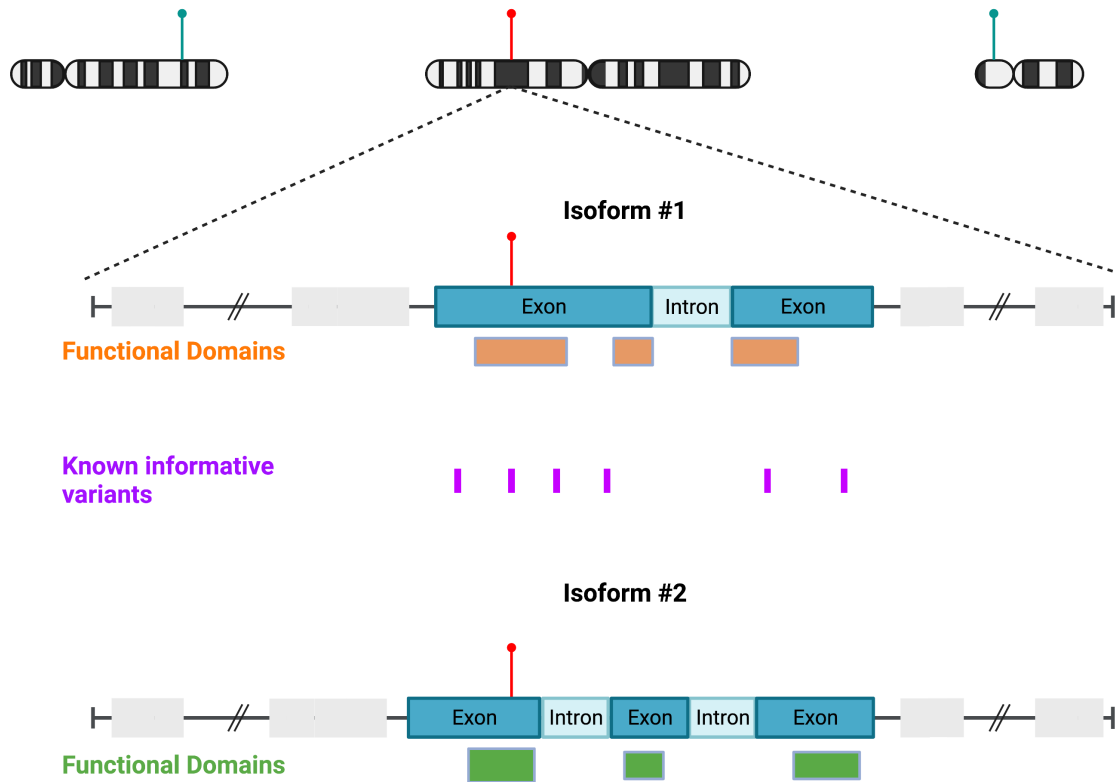 Isoform #1
Exon Intron Exon
Functional Domains
Known informative
variants
Isoform #2
Exon Intron Exon Intron Exon
Functional Domains